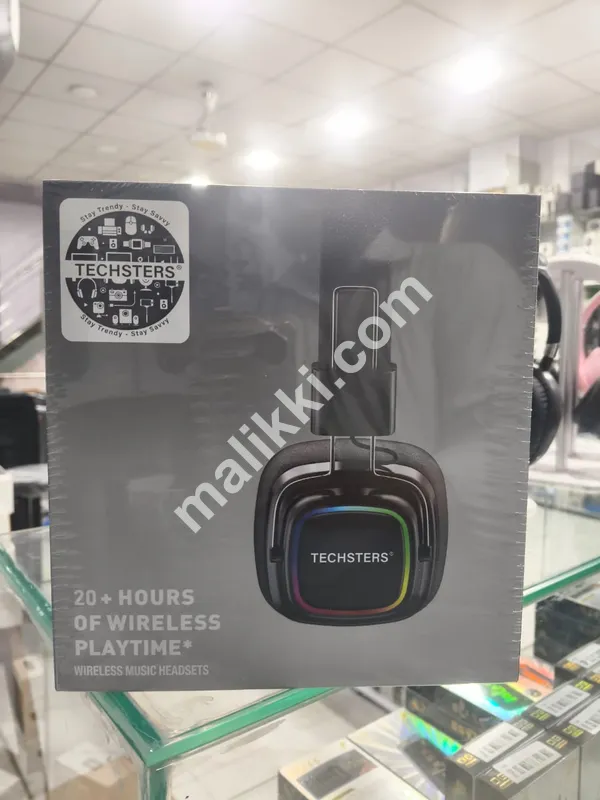 Stay Trendy - Stay Savvy
TECHSTERS®
Stay Trendy - Stay Savvy
malikki.com
TECHSTERS®
20 + HOURS
OF WIRELESS
PLAYTIME*
WIRELESS MUSIC HEADSETS